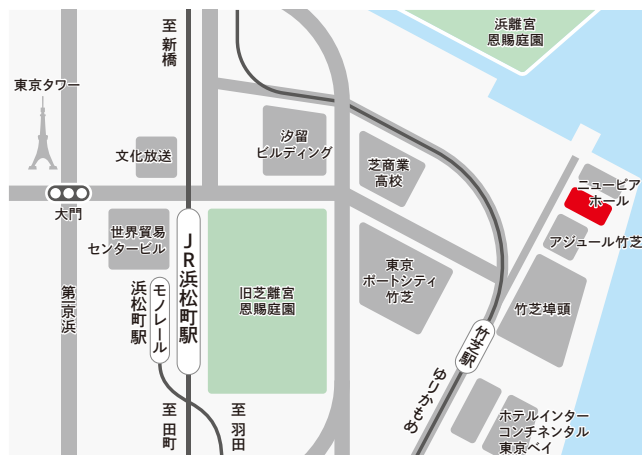 浜離宮
恩賜庭園
至
新
橋
東京タワー
汐留
ビルディング
文化放送
芝商業
高校
ニューピア
ホール
大門
世界貿易
センタービル
アジュール竹芝
JR浜松町駅
モノレール
浜松町駅
旧芝離宮
恩賜庭園
東京
ポートシティ
竹芝
第一京浜
竹芝埠頭
竹芝駅
ゆりかもめ
至
田
町
至
羽
田
ホテルインター
コンチネンタル
東京ベイ